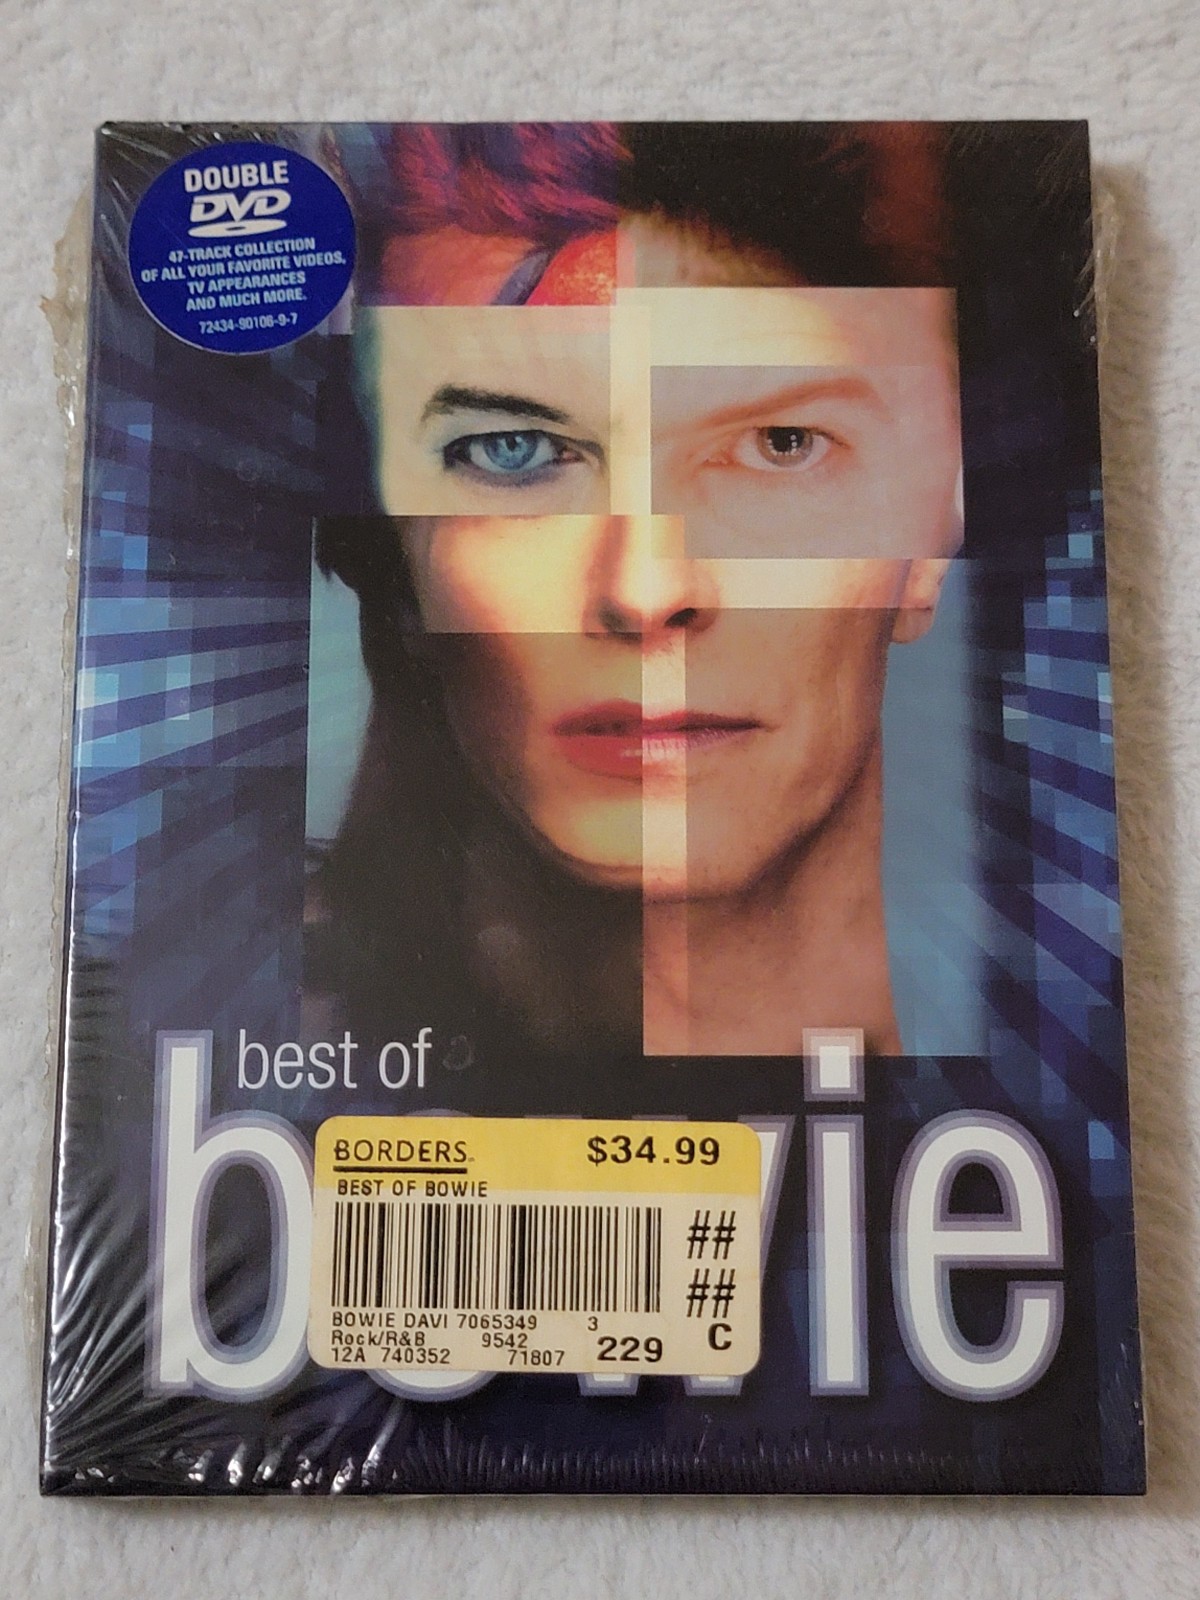 DOUBLE
DVD
47-TRACK COLLECTION
OF ALL YOUR FAVORITE VIDEOS,
TV APPEARANCES
AND MUCH MORE.
72434-90106-9-7
best of
bowie
BORDERS. $34.99
BEST OF BOWIE
##
##
BOWIE DAVI 7065349 3 C
Rock/R&B 9542 229
12A 740352 71807